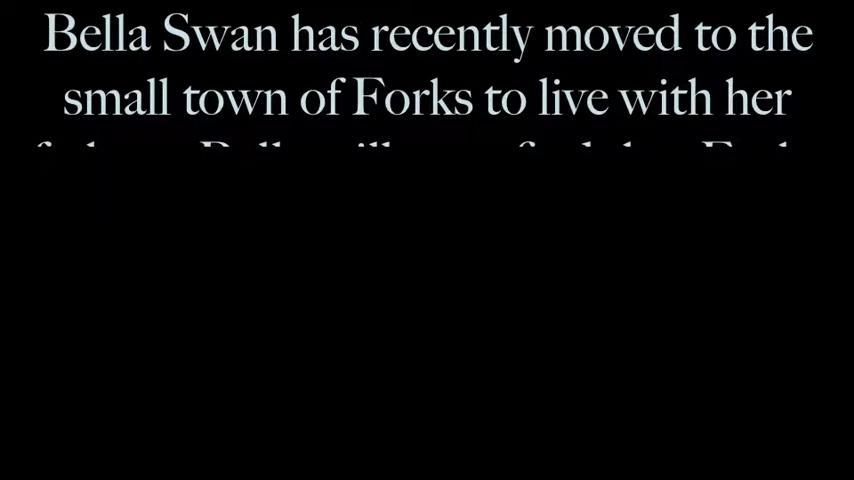 Bella Swan has recently moved to the
small town of Forks to live with her